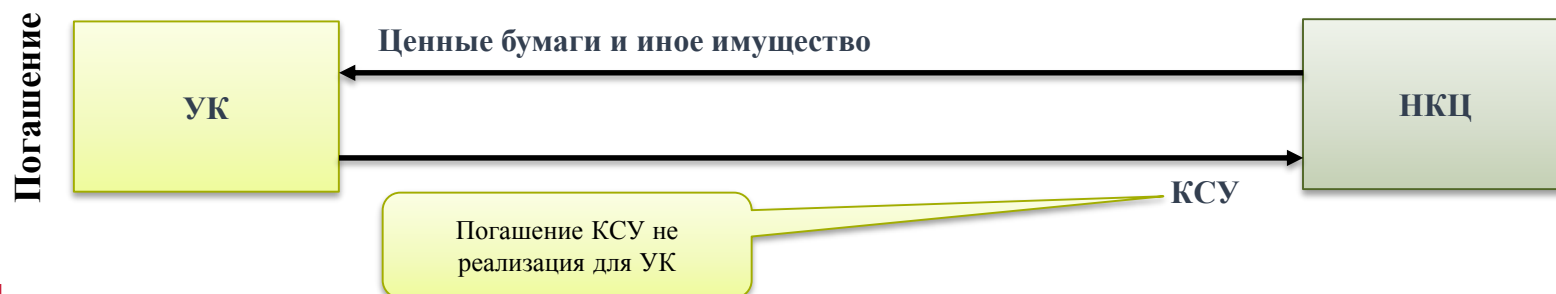 Погашение
Ценные бумаги и иное имущество
УК
НКЦ
КСУ
Погашение КСУ не
реализация для УК